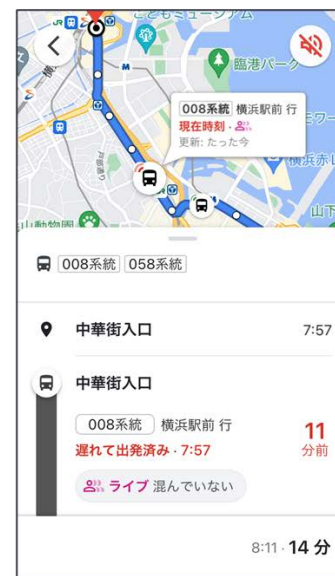 こどもミュージアム
JR
臨港パーク
M
008系統 横浜駅前 行
現在時刻
更新: たった今
横浜赤レ
山下
山動物園
008系統 058系統
中華街入口 7:57
中華街入口
008系統 横浜駅前 行
11
遅れて出発済み · 7:57
分前
ライブ 混んでいない
8:11 · 14 分